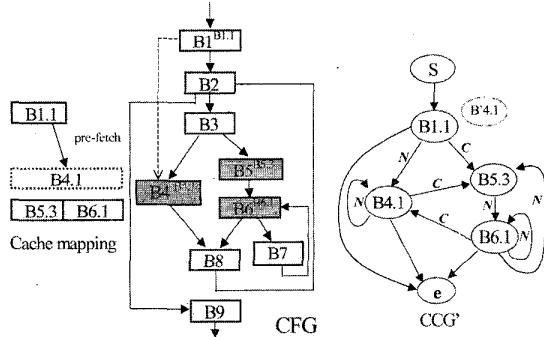 B1.1
pre-fetch
B4.1
B5.3 B6.1
Cache mapping
B1 B1.1
B2
B3
B4
B5
B6
B7
B8
B9
CFG
S
B'4.1
B1.1
N
C
B4.1
N
C
B5.3
N
N
C
B6.1
N
e
CCG'